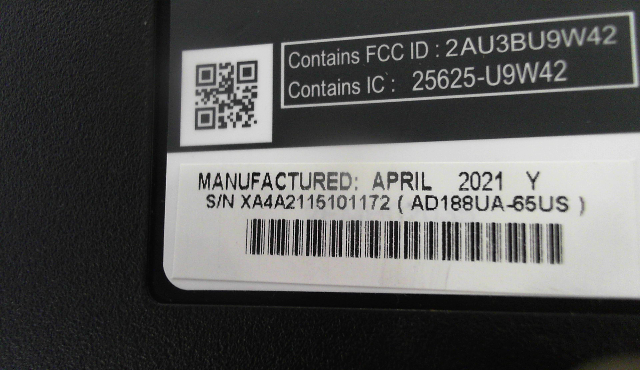 Contains FCC ID : 2AU3BU9W42
Contains IC : 25625-U9W42
MANUFACTURED: APRIL 2021 Y
S/N XA4A2115101172 ( AD188UA-65US )